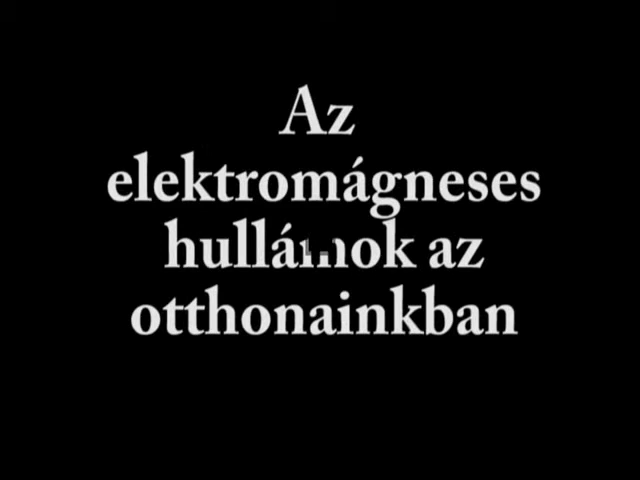 Az
elektromágneses
hullámok az
otthonainkban